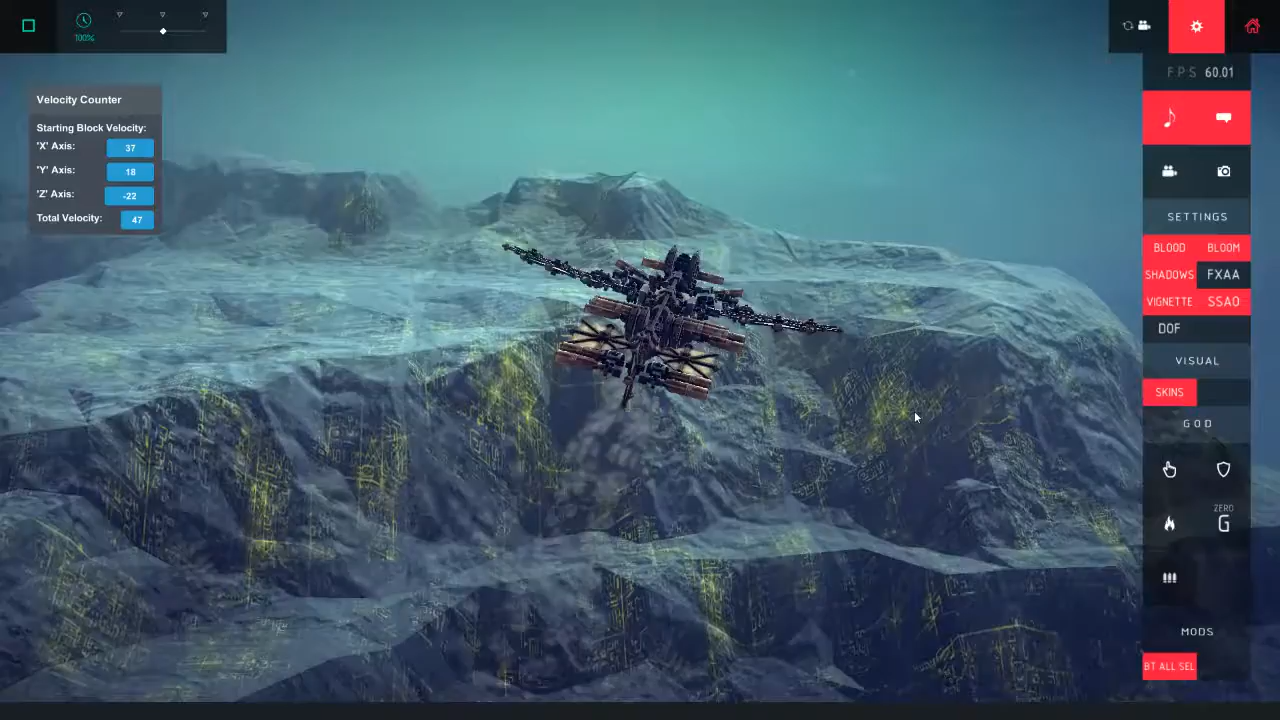 100%
FPS 60.01
Velocity Counter
Starting Block Velocity:
'X' Axis: 37
'Y' Axis: 18
'Z' Axis: -22
Total Velocity: 47
SETTINGS
BLOOD BLOOM
SHADOWS FXAA
VIGNETTE SSAO
DOF
VISUAL
SKINS
GOD
ZERO
G
MODS
BT ALL SEL